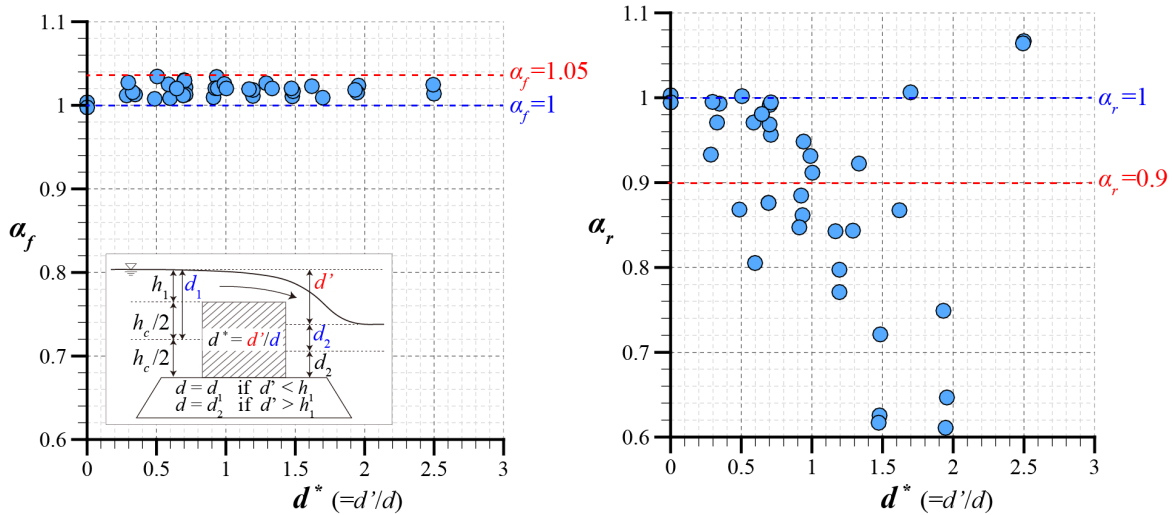 1.1
1
0.9
0.8
0.7
0.6
α_f
α_f=1.05
α_f=1
h_1
d_1
d'
h_c/2
h_c/2
d* = d'/d
d_2
d_2
d = d_1 if d' < h_1
d = d_2 if d' > h_1
0 0.5 1 1.5 2 2.5 3
d* (=d'/d)
1.1
1
0.9
0.8
0.7
0.6
α_r
α_r=1
α_r=0.9
0 0.5 1 1.5 2 2.5 3
d* (=d'/d)